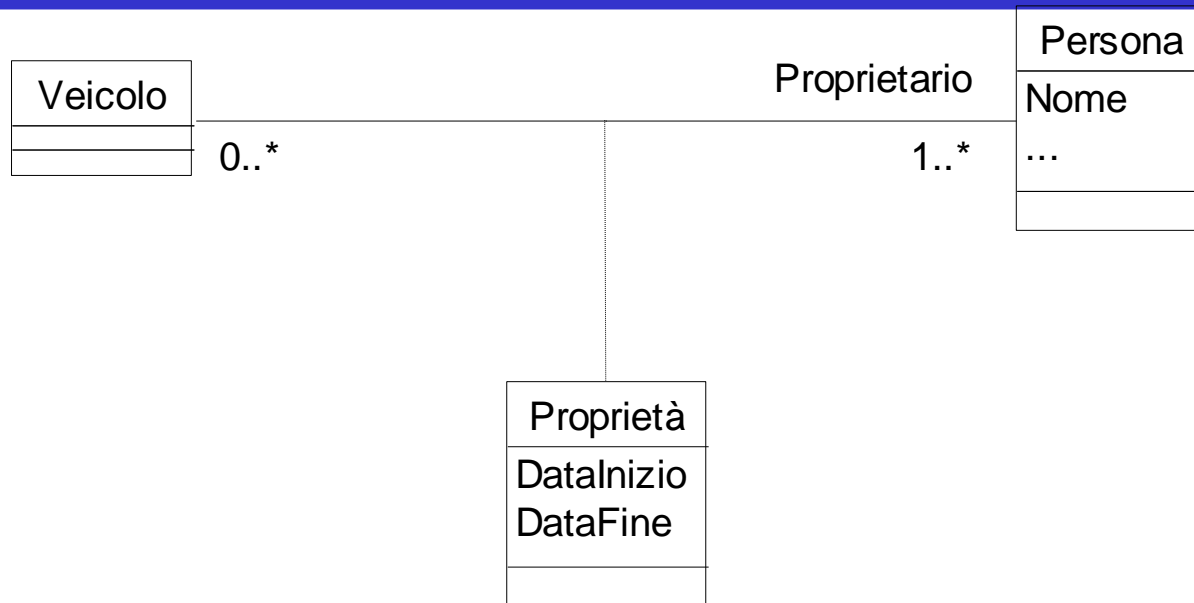 Veicolo
0..*
Proprietario
1..*
Persona
Nome
...
Proprietà
DataInizio
DataFine